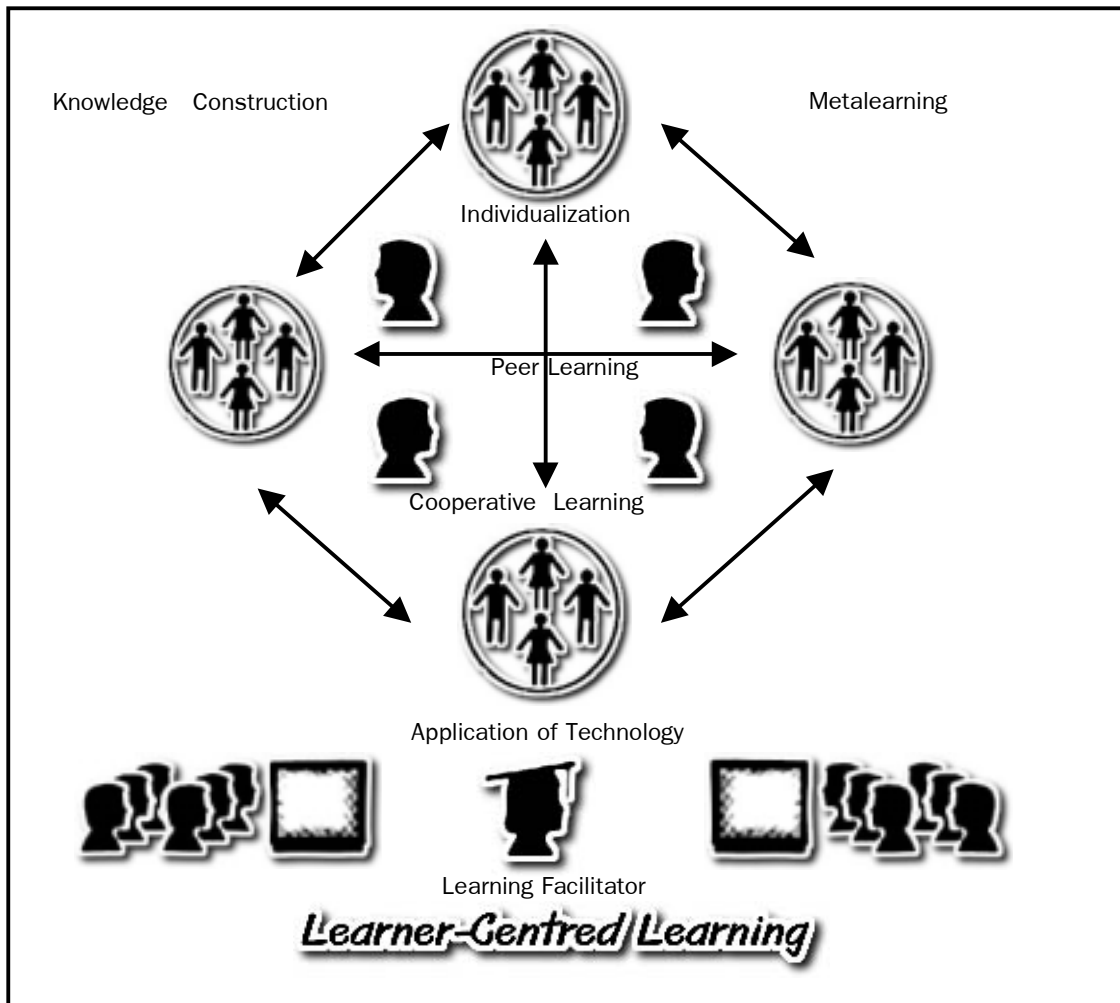 Knowledge Construction
Metalearning
Individualization
Peer Learning
Cooperative Learning
Application of Technology
Learning Facilitator
Learner-Centred Learning